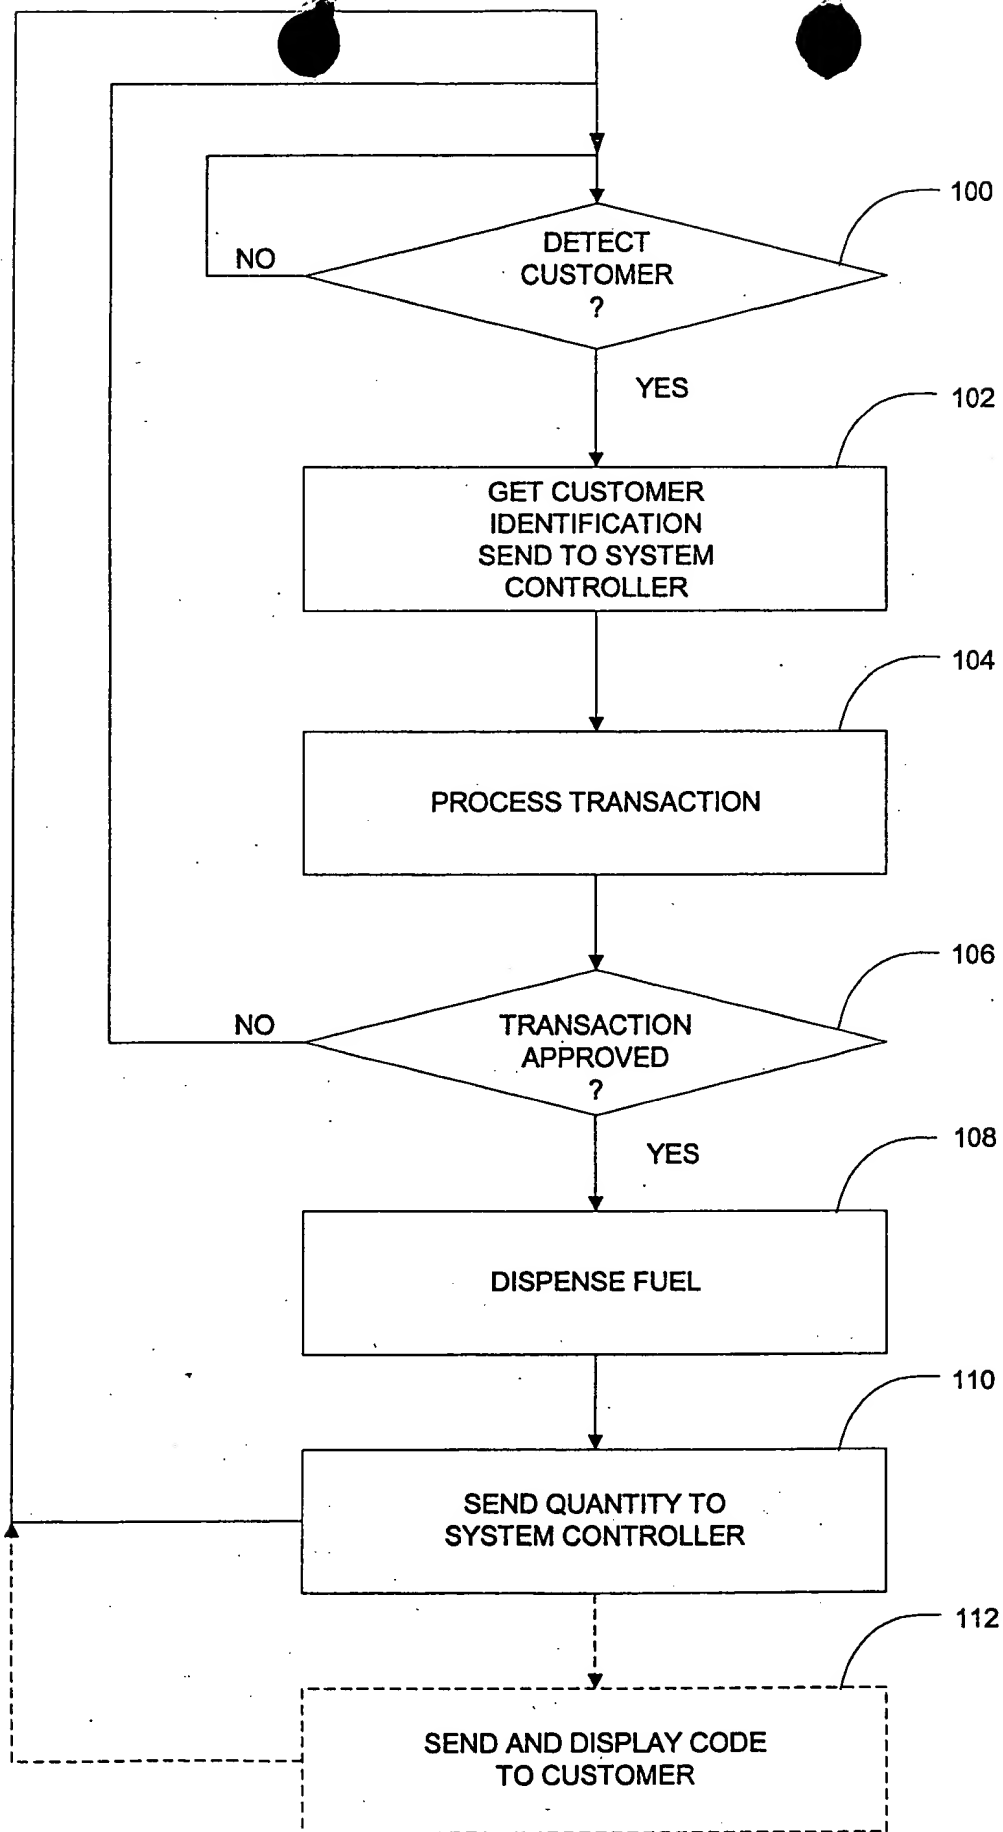 100
DETECT
CUSTOMER
?
NO
YES
102
GET CUSTOMER
IDENTIFICATION
SEND TO SYSTEM
CONTROLLER
104
PROCESS TRANSACTION
106
TRANSACTION
APPROVED
?
NO
YES
108
DISPENSE FUEL
110
SEND QUANTITY TO
SYSTEM CONTROLLER
112
SEND AND DISPLAY CODE
TO CUSTOMER